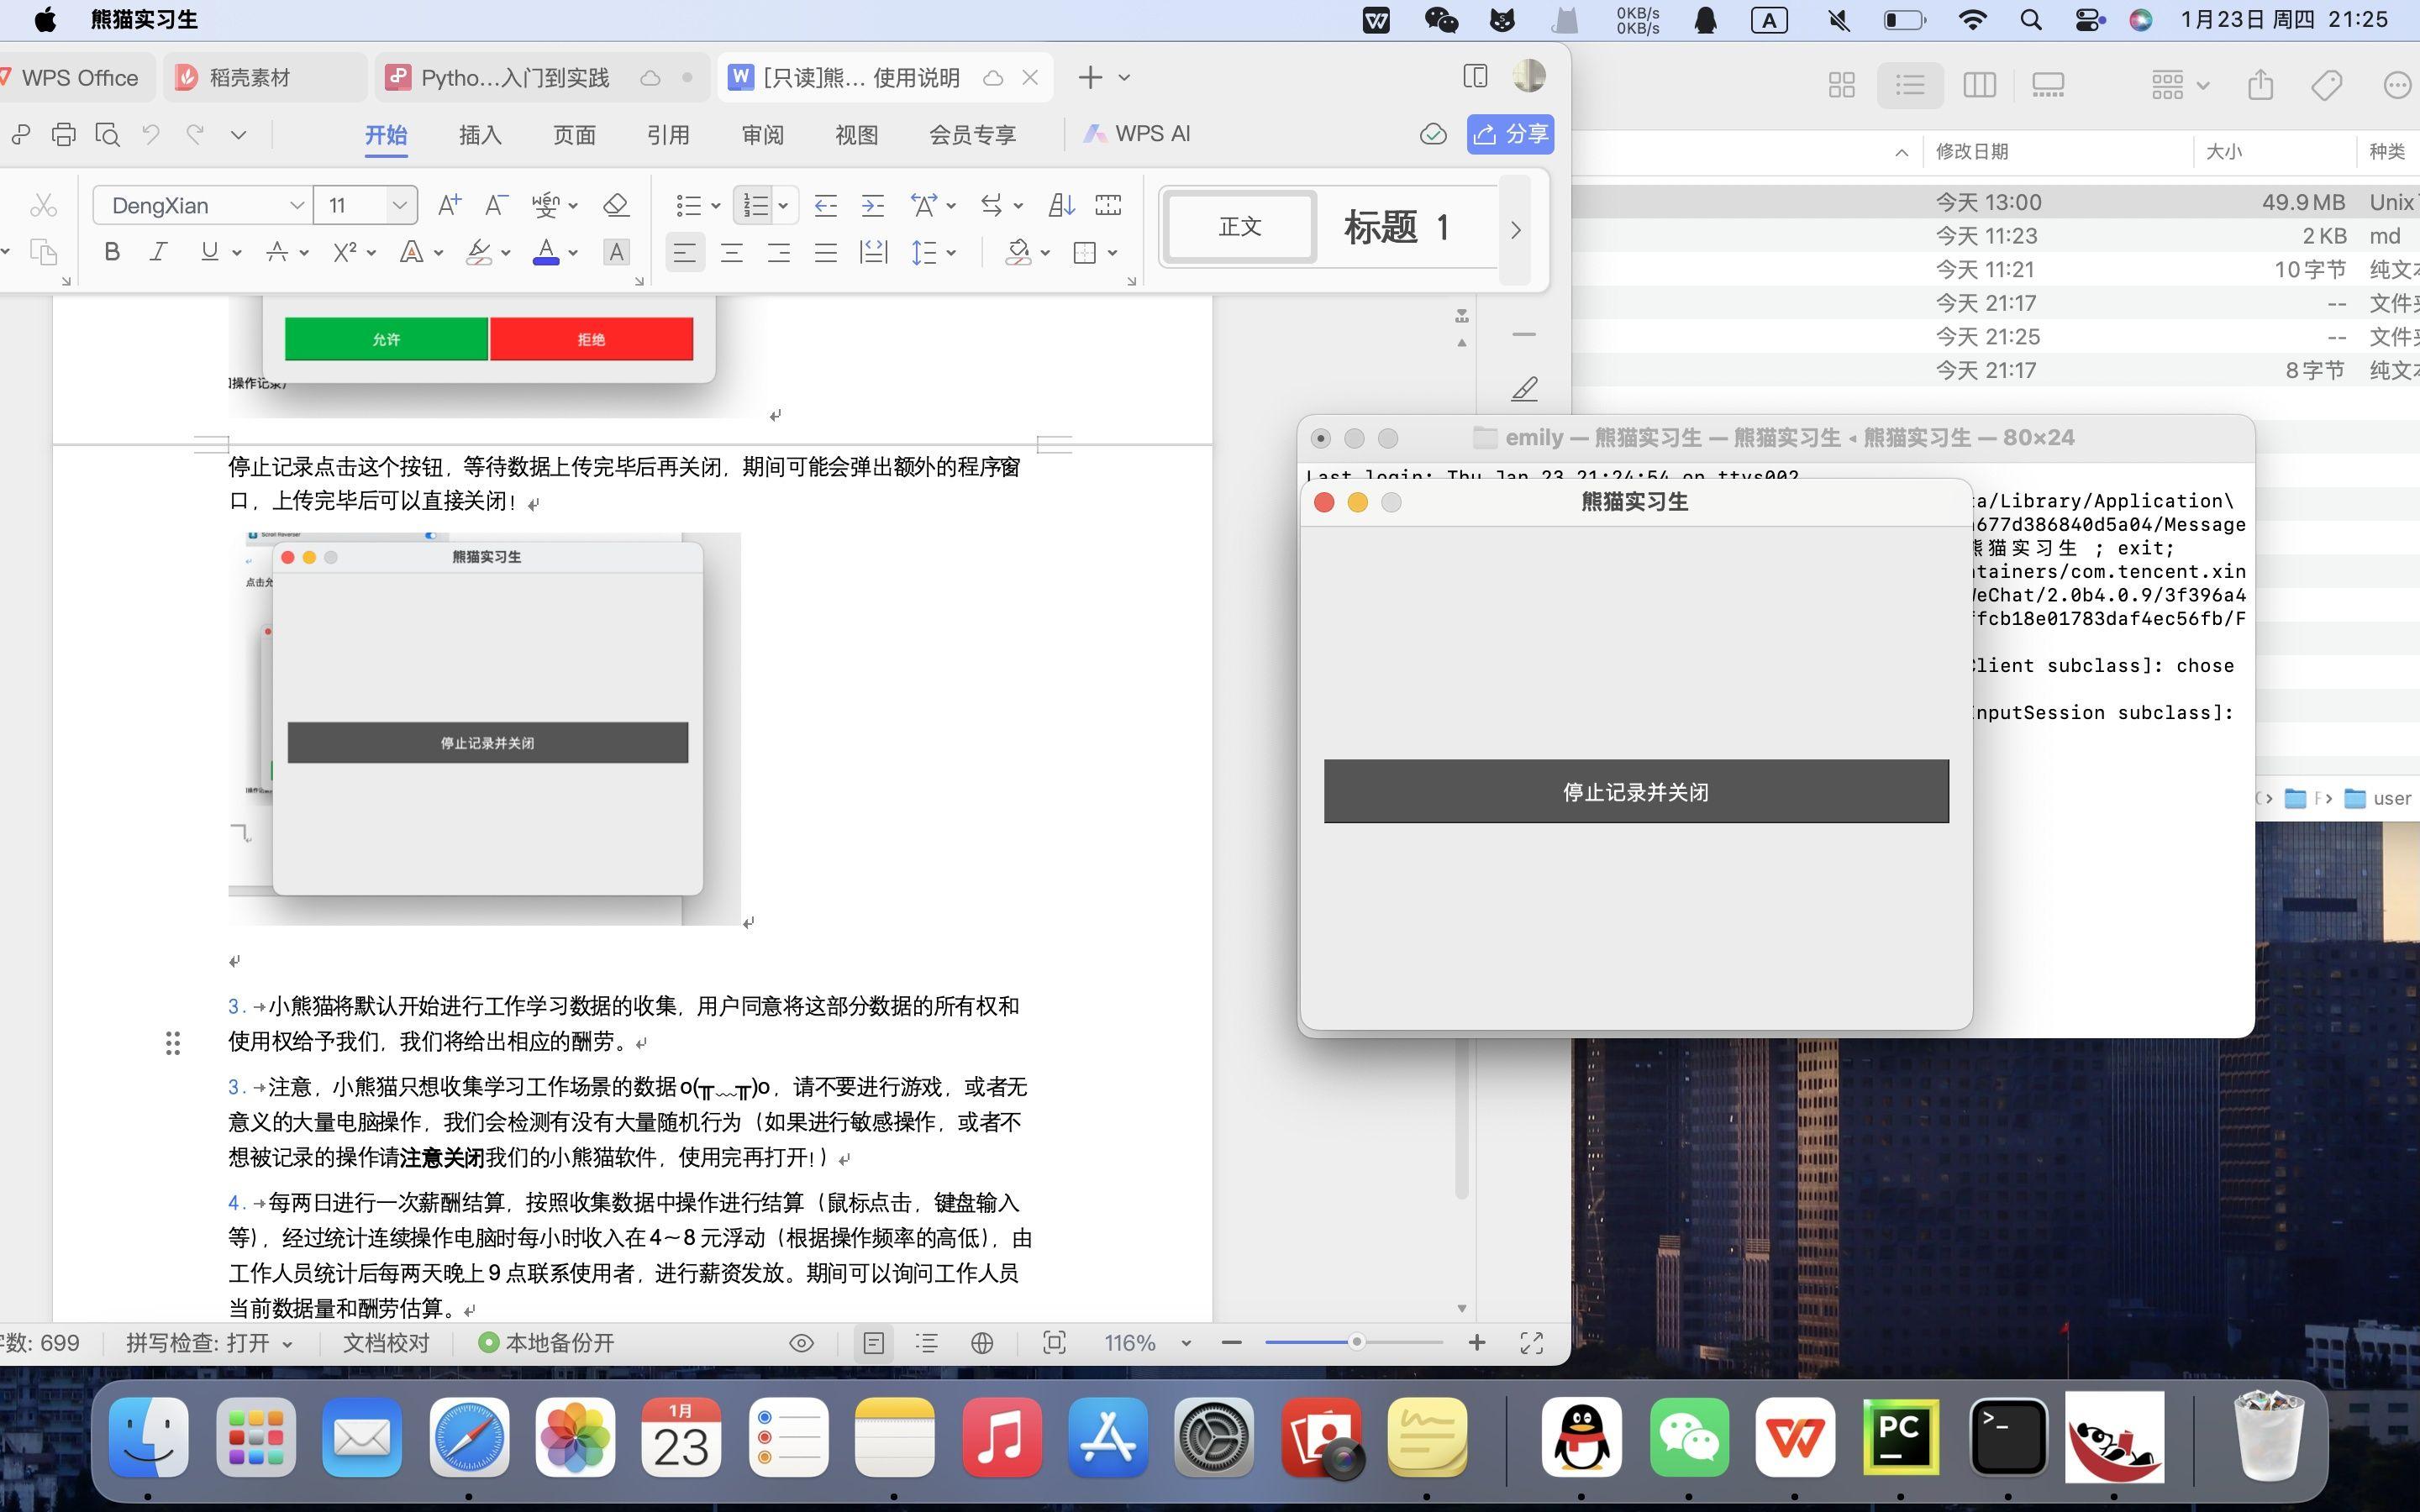 熊猫实习生
0KB/s
0KB/s
A
1月23日 周四 21:25
WPS Office
稻壳素材
Pytho...入门到实践
[只读]熊... 使用说明
开始
插入
页面
引用
审阅
视图
会员专享
WPS AI
分享
DengXian
11
正文
标题 1
允许
拒绝
停止记录点击这个按钮，等待数据上传完毕后再关闭，期间可能会弹出额外的程序窗
口，上传完毕后可以直接关闭！
Scroll Reverser
熊猫实习生
停止记录并关闭
3. 小熊猫将默认开始进行工作学习数据的收集，用户同意将这部分数据的所有权和
使用权给予我们，我们将给出相应的酬劳。
3. 注意，小熊猫只想收集学习工作场景的数据o(╥﹏╥)o，请不要进行游戏，或者无
意义的大量电脑操作，我们会检测有没有大量随机行为（如果进行敏感操作，或者不
想被记录的操作请注意关闭我们的小熊猫软件，使用完再打开！）
4. 每两日进行一次薪酬结算，按照收集数据中操作进行结算（鼠标点击，键盘输入
等），经过统计连续操作电脑时每小时收入在4～8元浮动（根据操作频率的高低），由
工作人员统计后每两天晚上9点联系使用者，进行薪资发放。期间可以询问工作人员
当前数据量和酬劳估算。
字数: 699
拼写检查: 打开
文档校对
本地备份开
116%
修改日期
大小
种类
今天 13:00
49.9 MB
Unix
今天 11:23
2 KB
md
今天 11:21
10 字节
纯文本
今天 21:17
--
文件夹
今天 21:25
--
文件夹
今天 21:17
8 字节
纯文本
emily — 熊猫实习生 — 熊猫实习生 ◂ 熊猫实习生 — 80×24
Last login: Thu Jan 23 21:24:54 on ttys002
a/Library/Application\
677d386840d5a04/Message
熊猫实习生 ; exit;
ntainers/com.tencent.xin
WeChat/2.0b4.0.9/3f396a4
ffcb18e01783daf4ec56fb/F
Client subclass]: chose
InputSession subclass]:
熊猫实习生
停止记录并关闭
user
1月
23
PC